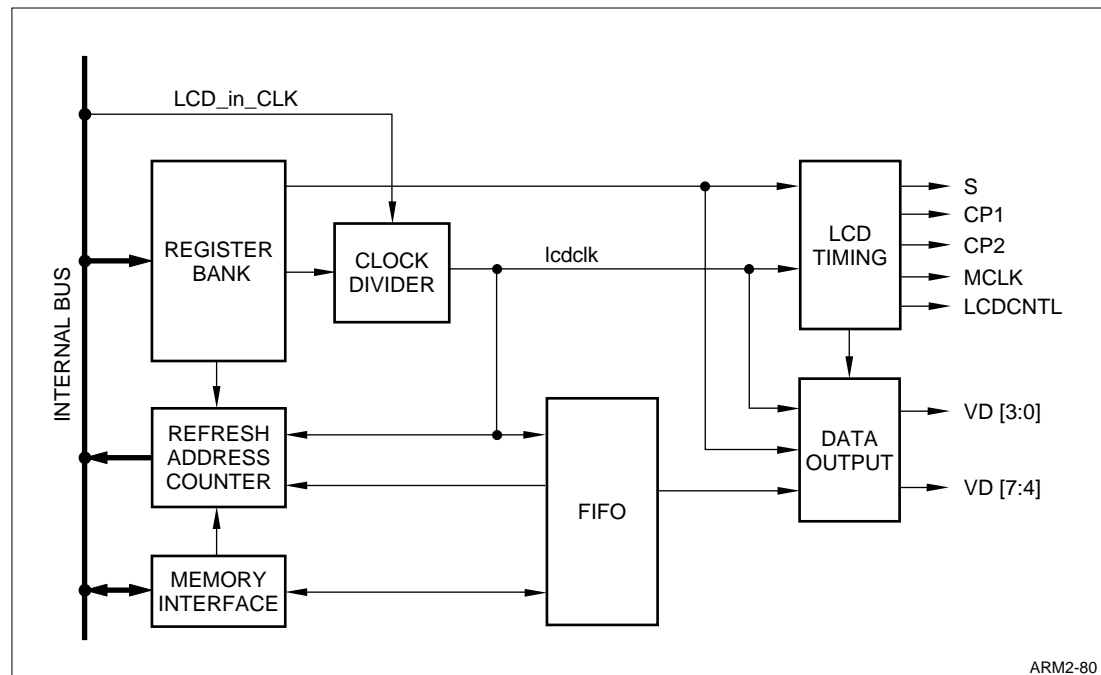 LCD_in_CLK
INTERNAL BUS
REGISTER
BANK
CLOCK
DIVIDER
lcdclk
LCD
TIMING
S
CP1
CP2
MCLK
LCDCNTL
REFRESH
ADDRESS
COUNTER
FIFO
DATA
OUTPUT
VD [3:0]
VD [7:4]
MEMORY
INTERFACE
ARM2-80